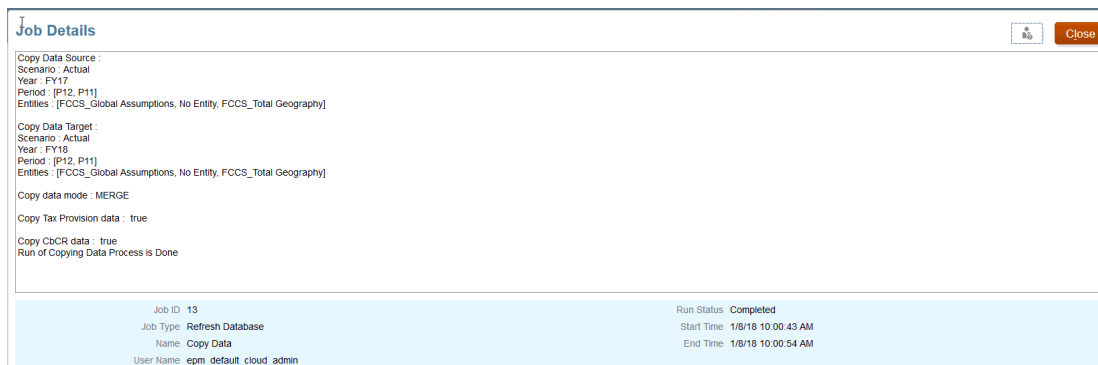 Job Details
Close
Copy Data Source :
Scenario : Actual
Year : FY17
Period : [P12, P11]
Entities : [FCCS_Global Assumptions, No Entity, FCCS_Total Geography]
Copy Data Target :
Scenario : Actual
Year : FY18
Period : [P12, P11]
Entities : [FCCS_Global Assumptions, No Entity, FCCS_Total Geography]
Copy data mode : MERGE
Copy Tax Provision data : true
Copy CbCR data : true
Run of Copying Data Process is Done
Job ID 13
Run Status Completed
Job Type Refresh Database
Start Time 1/8/18 10:00:43 AM
Name Copy Data
End Time 1/8/18 10:00:54 AM
User Name epm_default_cloud_admin